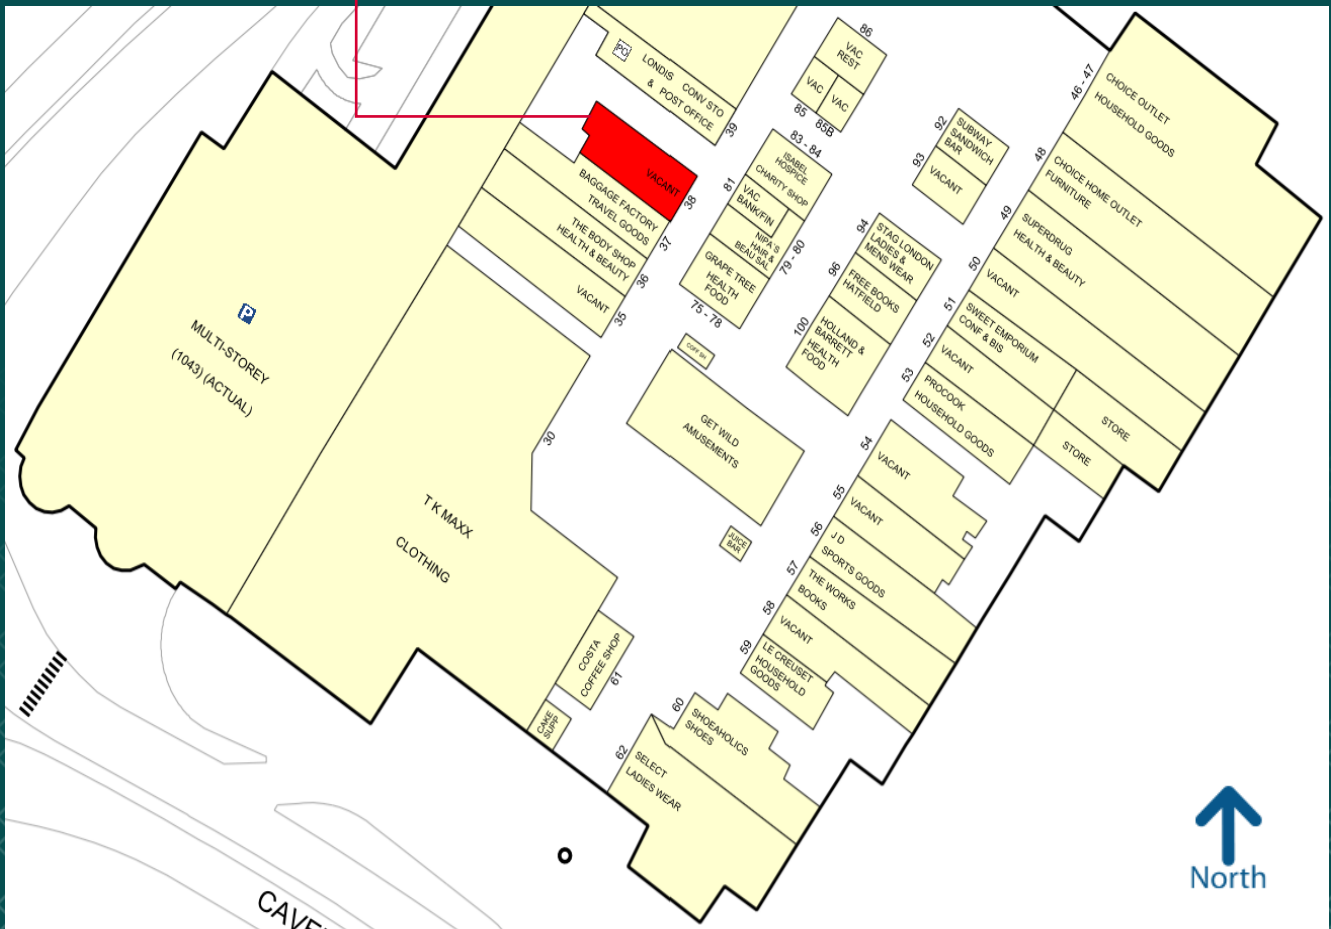 PO
LONDIS CONV STO
& POST OFFICE
39
VACANT
38
BAGGAGE FACTORY
TRAVEL GOODS
37
THE BODY SHOP
HEALTH & BEAUTY
36
VACANT
35
P
MULTI-STOREY
(1043) (ACTUAL)
30
T K MAXX
CLOTHING
COSTA
COFFEE SHOP
61
CAKE
SUPP
86
VAC
REST
VAC
VAC
85
85B
83 - 84
ISABEL
HOSPICE
CHARITY SHOP
81
VAC
BANK/FIN
NIPA'S
HAIR &
BEAU SAL
79 - 80
GRAPE TREE
HEALTH
FOOD
75 - 78
COFF SH
GET WILD
AMUSEMENTS
JUICE
BAR
92
SUBWAY
SANDWICH
BAR
93
VACANT
94
STAG LONDON
LADIES &
MENS WEAR
96
FREE BOOKS
HATFIELD
100
HOLLAND &
BARRETT
HEALTH
FOOD
46 - 47
CHOICE OUTLET
HOUSEHOLD GOODS
48
CHOICE HOME OUTLET
FURNITURE
49
SUPERDRUG
HEALTH & BEAUTY
50
VACANT
51
SWEET EMPORIUM
CONF & BIS
52
VACANT
53
PROCOOK
HOUSEHOLD GOODS
STORE
STORE
54
VACANT
55
VACANT
56
J D
SPORTS GOODS
57
THE WORKS
BOOKS
58
VACANT
59
LE CREUSET
HOUSEHOLD
GOODS
60
SHOEAHOLICS
SHOES
62
SELECT
LADIES WEAR
North